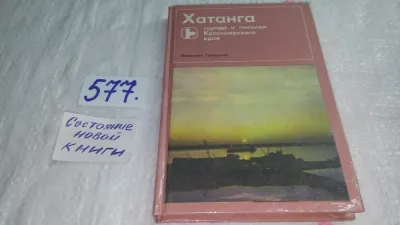 577.
Состояние
новой
книги
Хатанга
города и поселки
Красноярского
края